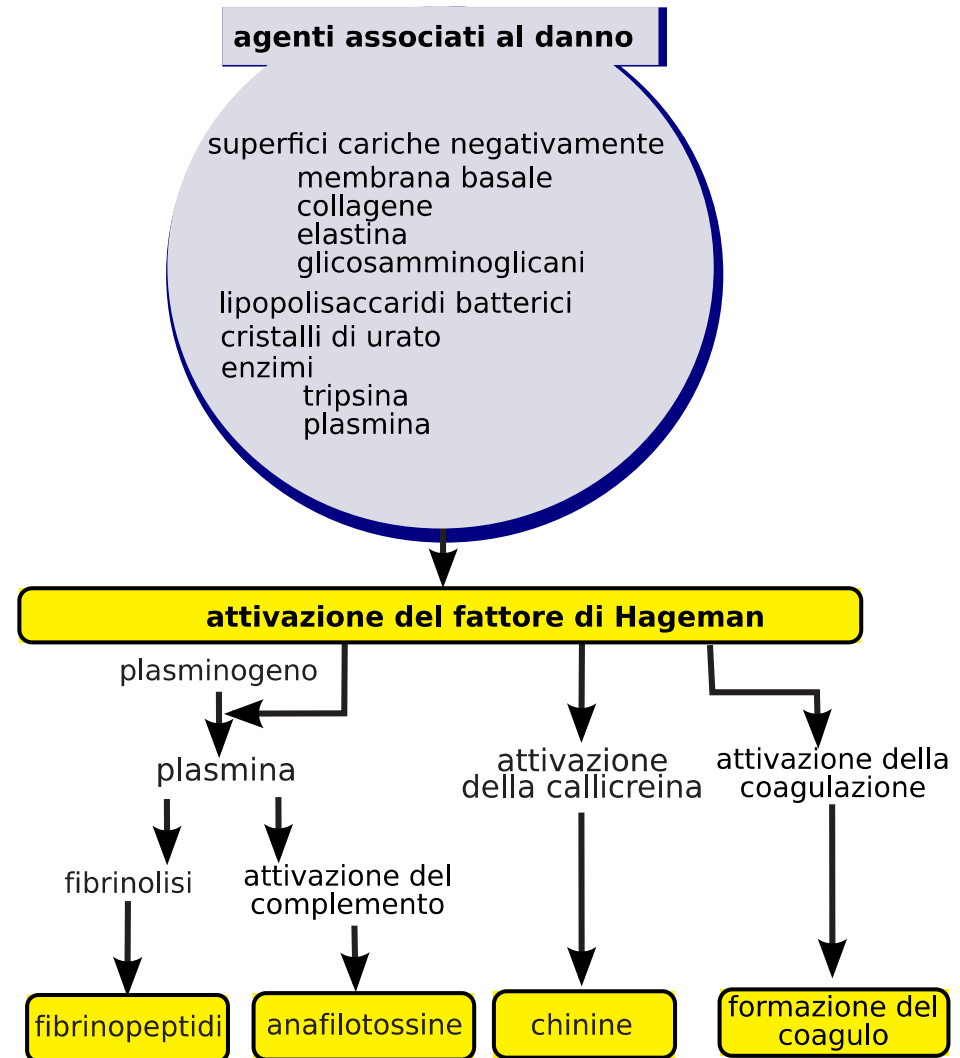 agenti associati al danno
superfici cariche negativamente
membrana basale
collagene
elastina
glicosamminoglicani
lipopolisaccaridi batterici
cristalli di urato
enzimi
tripsina
plasmina
attivazione del fattore di Hageman
plasminogeno
plasmina
attivazione
della callicreina
attivazione della
coagulazione
fibrinolisi
attivazione del
complemento
fibrinopeptidi
anafilotossine
chinine
formazione del
coagulo